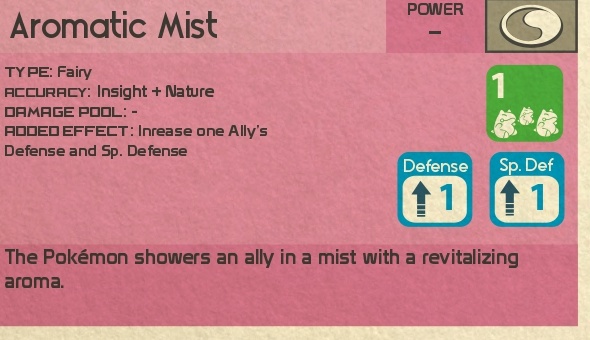 Aromatic Mist
POWER
–
TYPE: Fairy
ACCURACY: Insight + Nature
DAMAGE POOL: -
ADDED EFFECT: Inrease one Ally's
Defense and Sp. Defense
1
Defense
1
Sp. Def
1
The Pokémon showers an ally in a mist with a revitalizing
aroma.